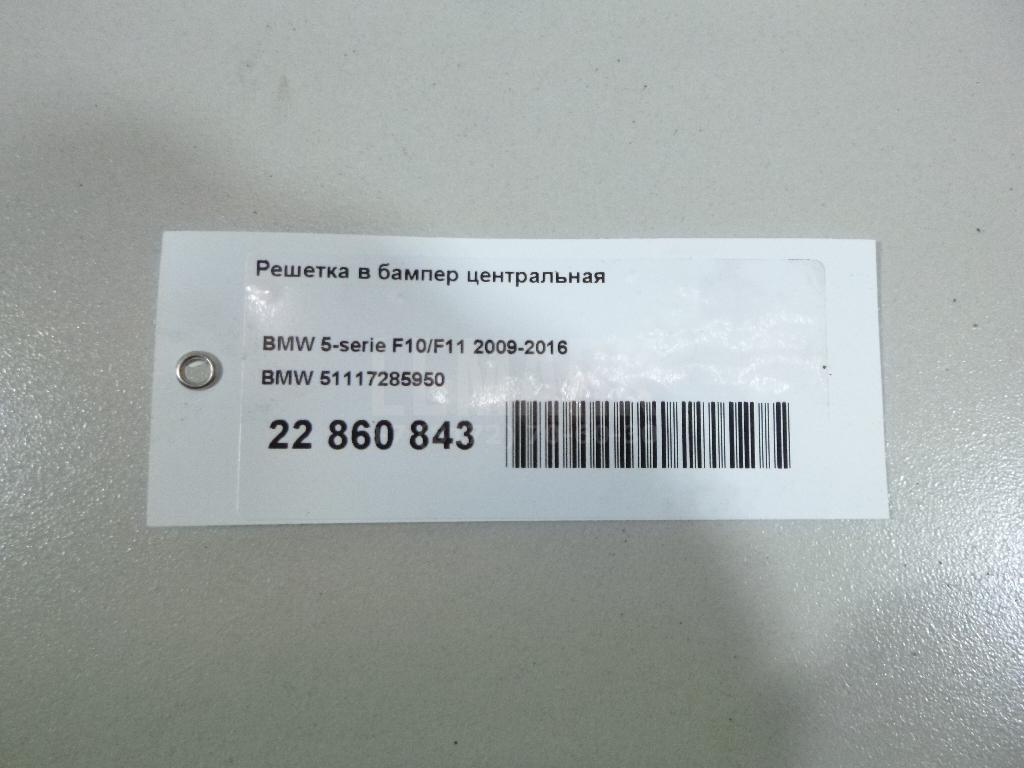 Решетка в бампер центральная
BMW 5-serie F10/F11 2009-2016
BMW 51117285950
22 860 843